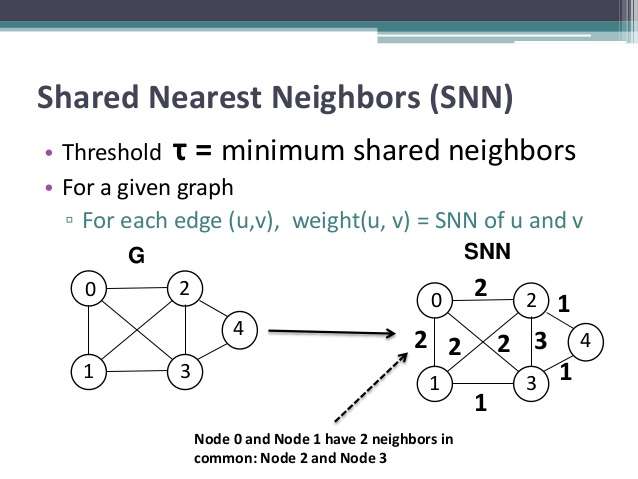 Shared Nearest Neighbors (SNN)
• Threshold τ = minimum shared neighbors
• For a given graph
▫ For each edge (u,v), weight(u, v) = SNN of u and v
G
SNN
0
2
4
1
3
2
0
2
1
2
2
2
3
4
1
3
1
1
Node 0 and Node 1 have 2 neighbors in
common: Node 2 and Node 3